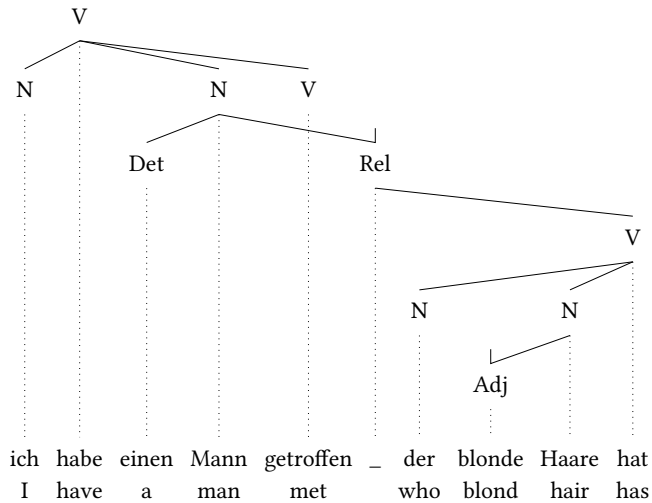 V
N N V
Det Rel
V
N N
Adj
ich habe einen Mann getroffen _ der blonde Haare hat
I have a man met who blond hair has